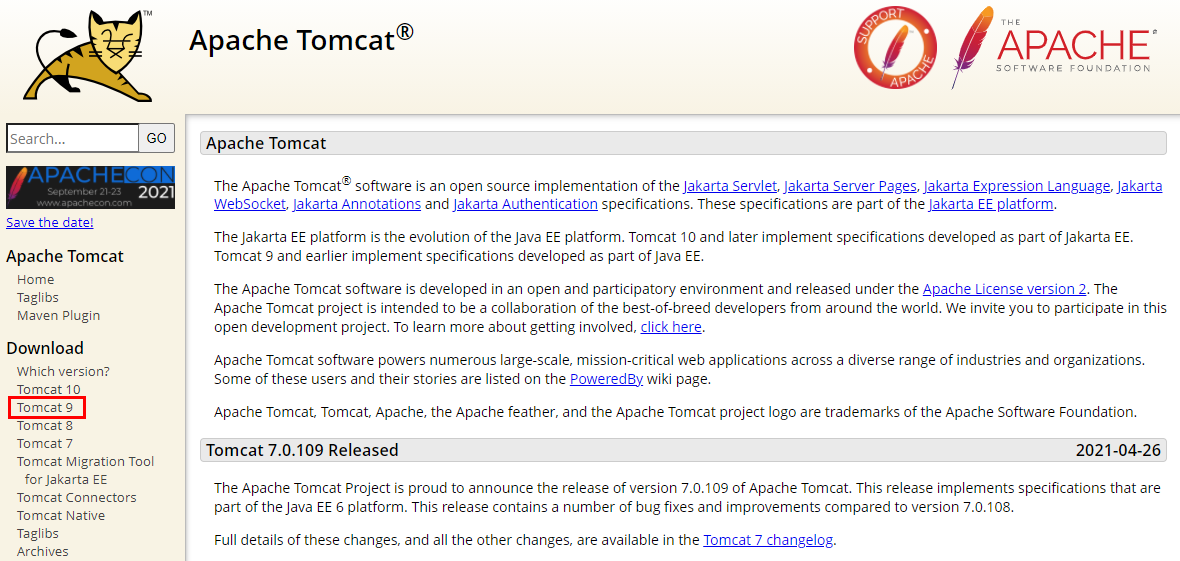 TM
Apache Tomcat®
SUPPORT
APACHE
THE
APACHE
SOFTWARE FOUNDATION
Search...
GO
APACHECON
September 21-23
2021
www.apachecon.com
Save the date!
Apache Tomcat
Home
Taglibs
Maven Plugin
Download
Which version?
Tomcat 10
Tomcat 9
Tomcat 8
Tomcat 7
Tomcat Migration Tool
for Jakarta EE
Tomcat Connectors
Tomcat Native
Taglibs
Archives
Apache Tomcat
The Apache Tomcat® software is an open source implementation of the Jakarta Servlet, Jakarta Server Pages, Jakarta Expression Language, Jakarta
WebSocket, Jakarta Annotations and Jakarta Authentication specifications. These specifications are part of the Jakarta EE platform.
The Jakarta EE platform is the evolution of the Java EE platform. Tomcat 10 and later implement specifications developed as part of Jakarta EE.
Tomcat 9 and earlier implement specifications developed as part of Java EE.
The Apache Tomcat software is developed in an open and participatory environment and released under the Apache License version 2. The
Apache Tomcat project is intended to be a collaboration of the best-of-breed developers from around the world. We invite you to participate in this
open development project. To learn more about getting involved, click here.
Apache Tomcat software powers numerous large-scale, mission-critical web applications across a diverse range of industries and organizations.
Some of these users and their stories are listed on the PoweredBy wiki page.
Apache Tomcat, Tomcat, Apache, the Apache feather, and the Apache Tomcat project logo are trademarks of the Apache Software Foundation.
Tomcat 7.0.109 Released 2021-04-26
The Apache Tomcat Project is proud to announce the release of version 7.0.109 of Apache Tomcat. This release implements specifications that are
part of the Java EE 6 platform. This release contains a number of bug fixes and improvements compared to version 7.0.108.
Full details of these changes, and all the other changes, are available in the Tomcat 7 changelog.